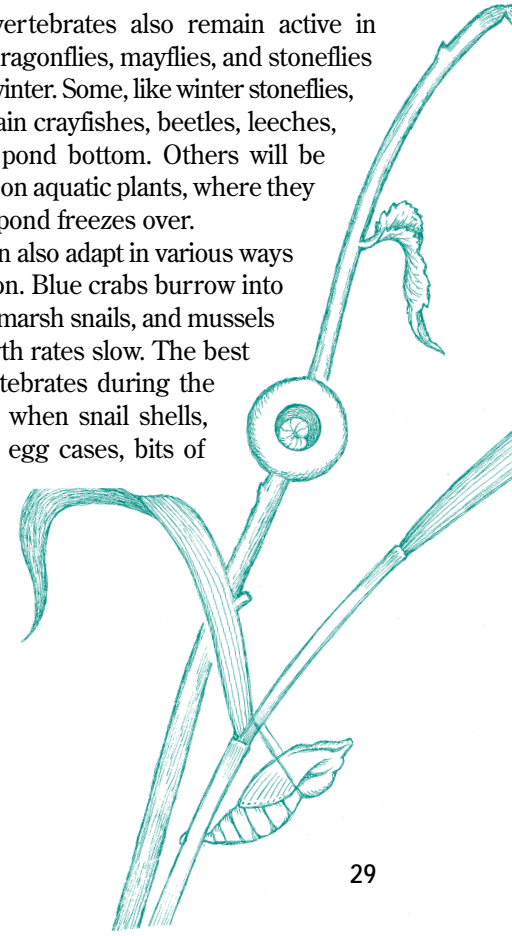 vertebrates also remain active in
ragonflies, mayflies, and stoneflies
winter. Some, like winter stoneflies,
ain crayfishes, beetles, leeches,
pond bottom. Others will be
on aquatic plants, where they
pond freezes over.
n also adapt in various ways
on. Blue crabs burrow into
marsh snails, and mussels
th rates slow. The best
tebrates during the
when snail shells,
egg cases, bits of
29